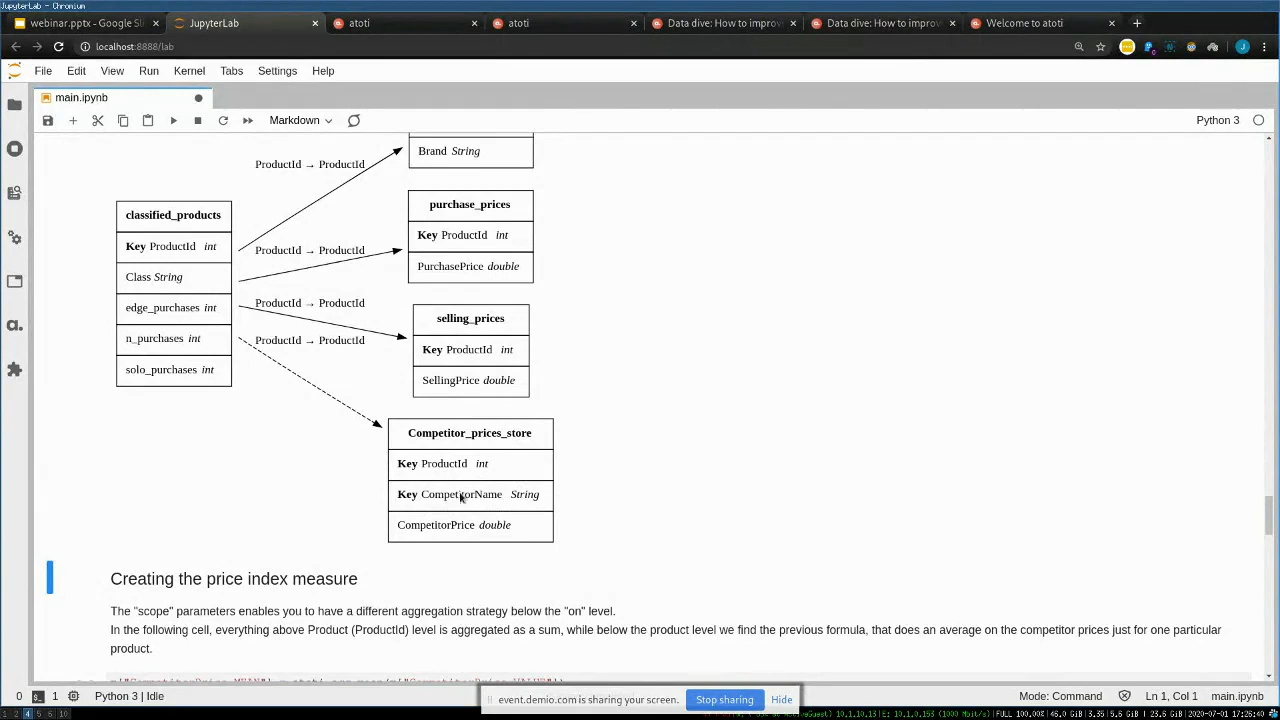 JupyterLab - Chromium
webinar.pptx - Google Sli
JupyterLab
atoti
atoti
Data dive: How to improv
Data dive: How to improv
Welcome to atoti
localhost:8888/lab
File Edit View Run Kernel Tabs Settings Help
main.ipynb
Markdown
Python 3
Brand String
ProductId → ProductId
purchase_prices
classified_products
Key ProductId int
Key ProductId int
ProductId → ProductId
PurchasePrice double
Class String
ProductId → ProductId
edge_purchases int
selling_prices
n_purchases int
ProductId → ProductId
Key ProductId int
solo_purchases int
SellingPrice double
Competitor_prices_store
Key ProductId int
Key CompetitorName String
CompetitorPrice double
Creating the price index measure
The "scope" parameters enables you to have a different aggregation strategy below the "on" level.
In the following cell, everything above Product (ProductId) level is aggregated as a sum, while below the product level we find the previous formula, that does an average on the competitor prices just for one particular
product.
0 1 Python 3 | Idle
Mode: Command Ln 1, Col 1 main.ipynb
event.demio.com is sharing your screen. Stop sharing Hide